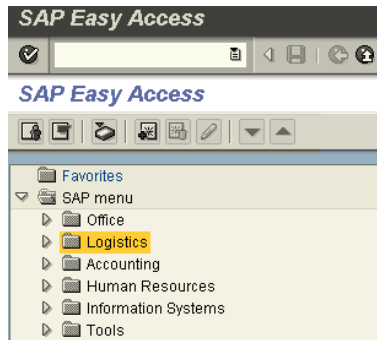 SAP Easy Access
SAP Easy Access
Favorites
SAP menu
Office
Logistics
Accounting
Human Resources
Information Systems
Tools